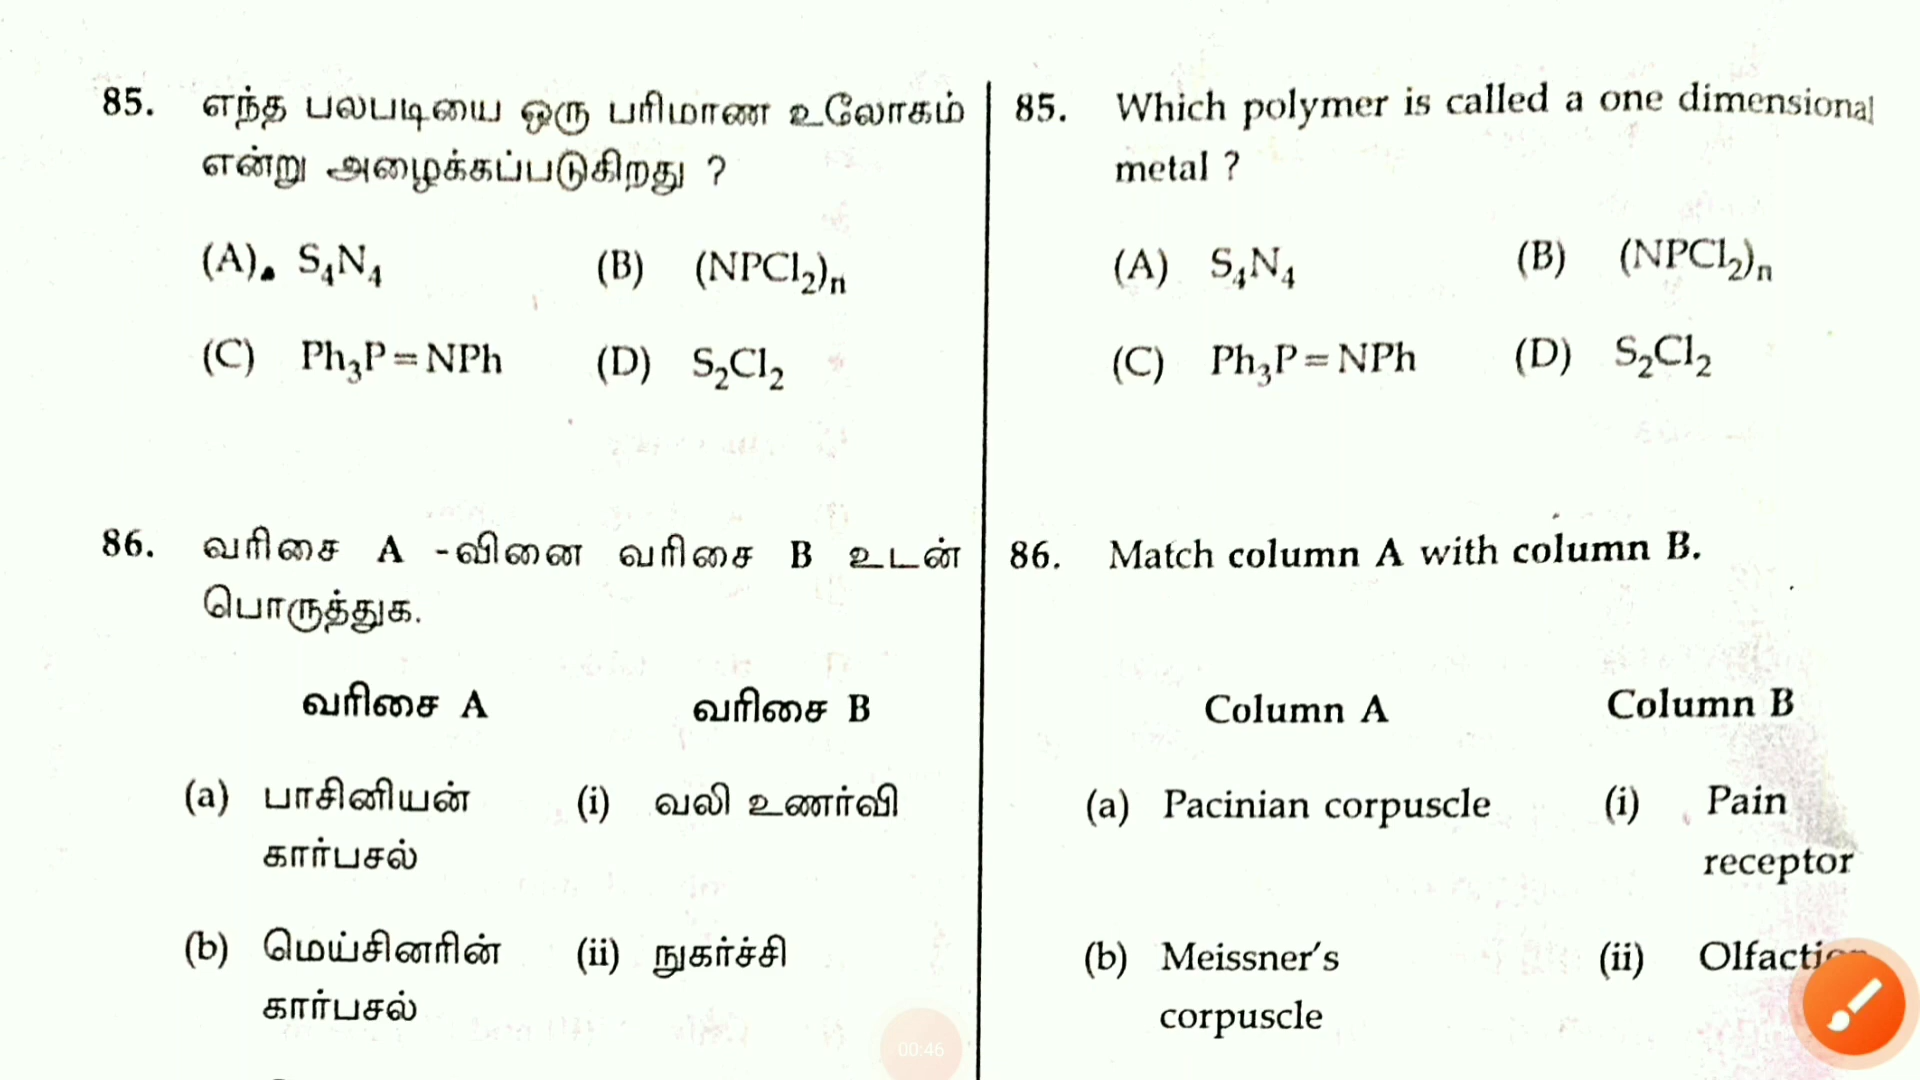 85. எந்த பலபடியை ஒரு பரிமாண உலோகம்
என்று அழைக்கப்படுகிறது ?
(A). S₄N₄ (B) (NPCl₂)ₙ
(C) Ph₃P=NPh (D) S₂Cl₂
86. வரிசை A -வினை வரிசை B உடன்
பொருத்துக.
வரிசை A வரிசை B
(a) பாசினியன் (i) வலி உணர்வி
கார்பசல்
(b) மெய்சினரின் (ii) நுகர்ச்சி
கார்பசல்
85. Which polymer is called a one dimensional
metal ?
(A) S₄N₄ (B) (NPCl₂)ₙ
(C) Ph₃P=NPh (D) S₂Cl₂
86. Match column A with column B.
Column A Column B
(a) Pacinian corpuscle (i) Pain
receptor
(b) Meissner's (ii)
corpuscle
00:46